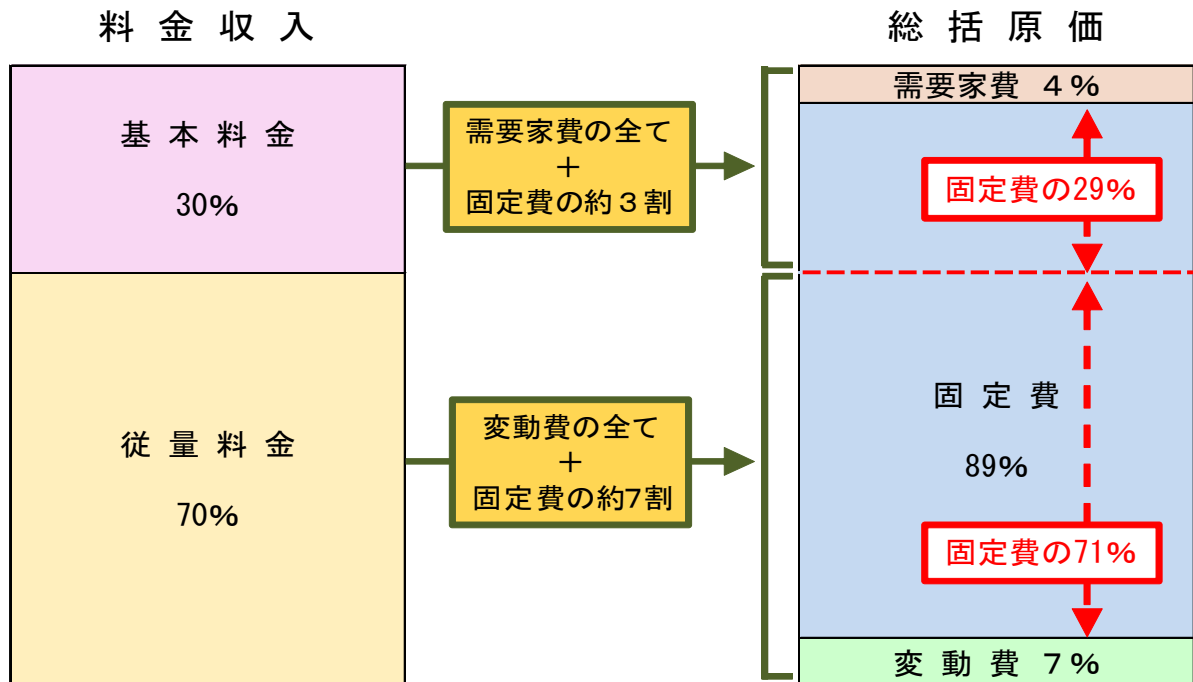 料金収入
総括原価
基本料金
30%
需要家費の全て
＋
固定費の約３割
需要家費 ４％
固定費の29%
従量料金
70%
変動費の全て
＋
固定費の約7割
固定費
89%
固定費の71%
変動費 ７％